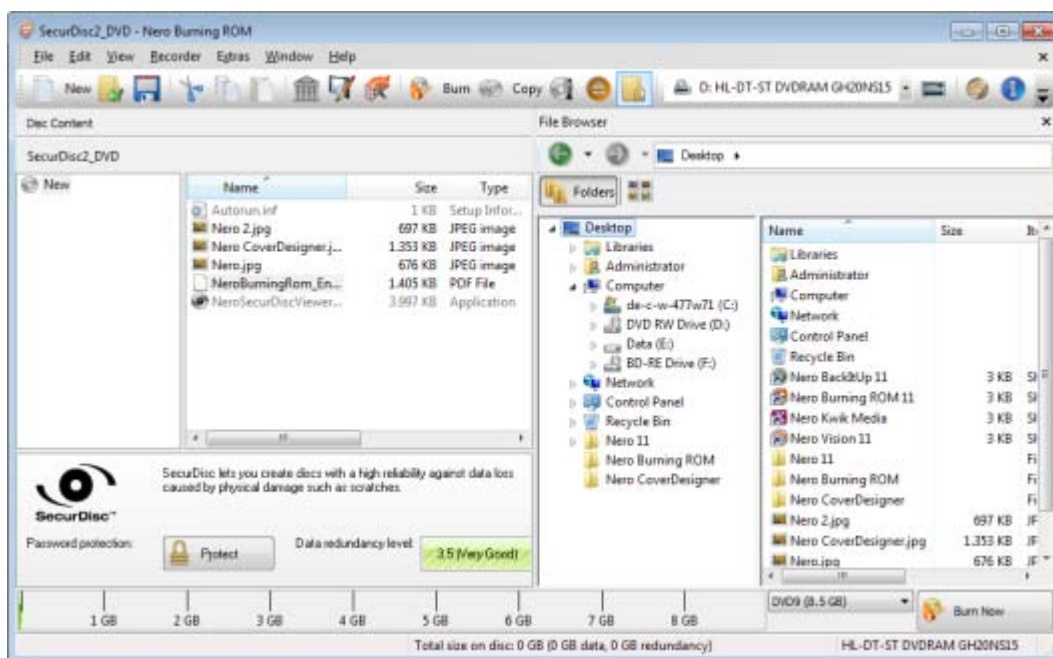 SecurDisc2_DVD - Nero Burning ROM
File Edit View Recorder Extras Window Help
New Burn Copy D: HL-DT-ST DVDRAM GH20NS15
Disc Content
SecurDisc2_DVD
New
Name Size Type
Autorun.inf 1 KB Setup Infor...
Nero 2.jpg 697 KB JPEG image
Nero CoverDesigner.j... 1.353 KB JPEG image
Nero.jpg 676 KB JPEG image
NeroBurningRom_En... 1.405 KB PDF File
NeroSecurDiscViewer... 3.997 KB Application
SecurDisc™
SecurDisc lets you create discs with a high reliability against data loss
caused by physical damage such as scratches.
Password protection:
Protect
Data redundancy level:
3.5 (Very Good)
File Browser
Desktop
Folders
Desktop
Libraries
Administrator
Computer
de-c-w-477w71 (C:)
DVD RW Drive (D:)
Data (E:)
BD-RE Drive (F:)
Network
Control Panel
Recycle Bin
Nero 11
Nero Burning ROM
Nero CoverDesigner
Name Size
Libraries
Administrator
Computer
Network
Control Panel
Recycle Bin
Nero BackItUp 11 3 KB
Nero Burning ROM 11 3 KB
Nero Kwik Media 3 KB
Nero Vision 11 3 KB
Nero 11 Fi
Nero Burning ROM Fi
Nero CoverDesigner Fi
Nero 2.jpg 697 KB JF
Nero CoverDesigner.jpg 1.353 KB JF
Nero.jpg 676 KB JF
1 GB 2 GB 3 GB 4 GB 5 GB 6 GB 7 GB 8 GB
DVD9 (8.5 GB)
Burn Now
Total size on disc: 0 GB (0 GB data, 0 GB redundancy)
HL-DT-ST DVDRAM GH20NS15